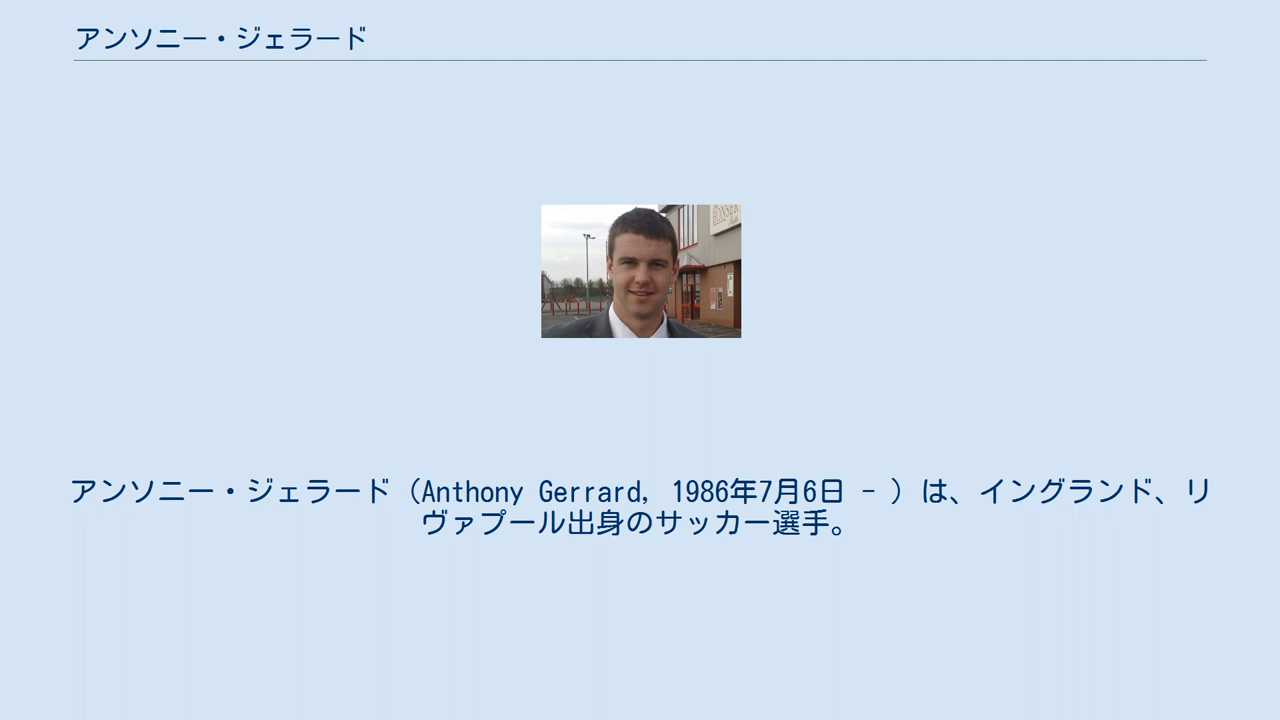 アンソニー・ジェラード
BONSER
アンソニー・ジェラード（Anthony Gerrard, 1986年7月6日 - ）は、イングランド、リ
ヴァプール出身のサッカー選手。